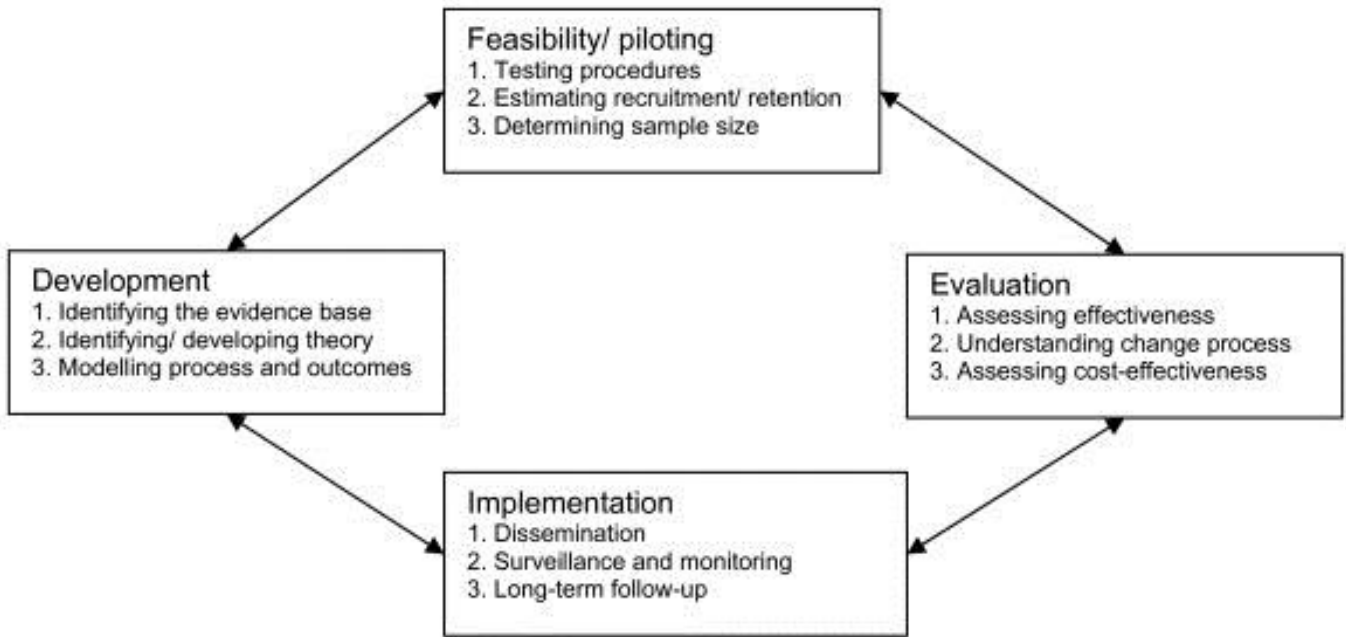 Feasibility/ piloting
1. Testing procedures
2. Estimating recruitment/ retention
3. Determining sample size
Development
1. Identifying the evidence base
2. Identifying/ developing theory
3. Modelling process and outcomes
Evaluation
1. Assessing effectiveness
2. Understanding change process
3. Assessing cost-effectiveness
Implementation
1. Dissemination
2. Surveillance and monitoring
3. Long-term follow-up